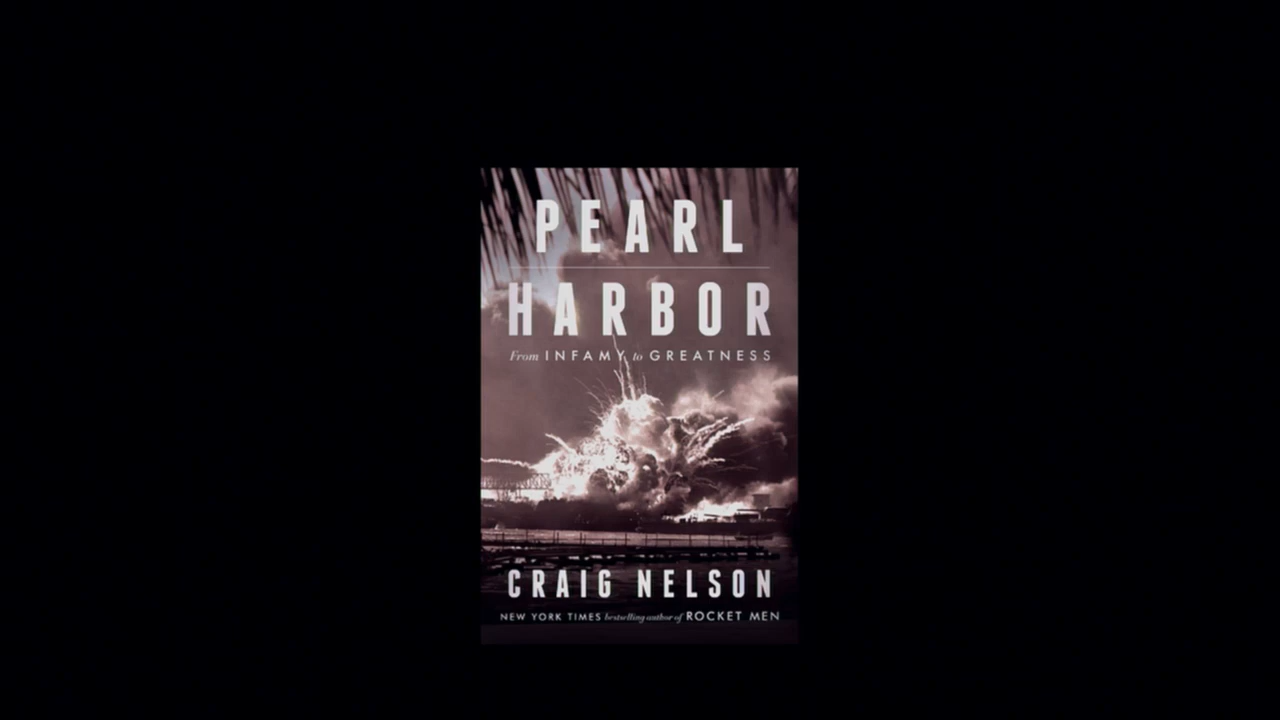 PEARL
HARBOR
From INFAMY to GREATNESS
CRAIG NELSON
NEW YORK TIMES bestselling author of ROCKET MEN